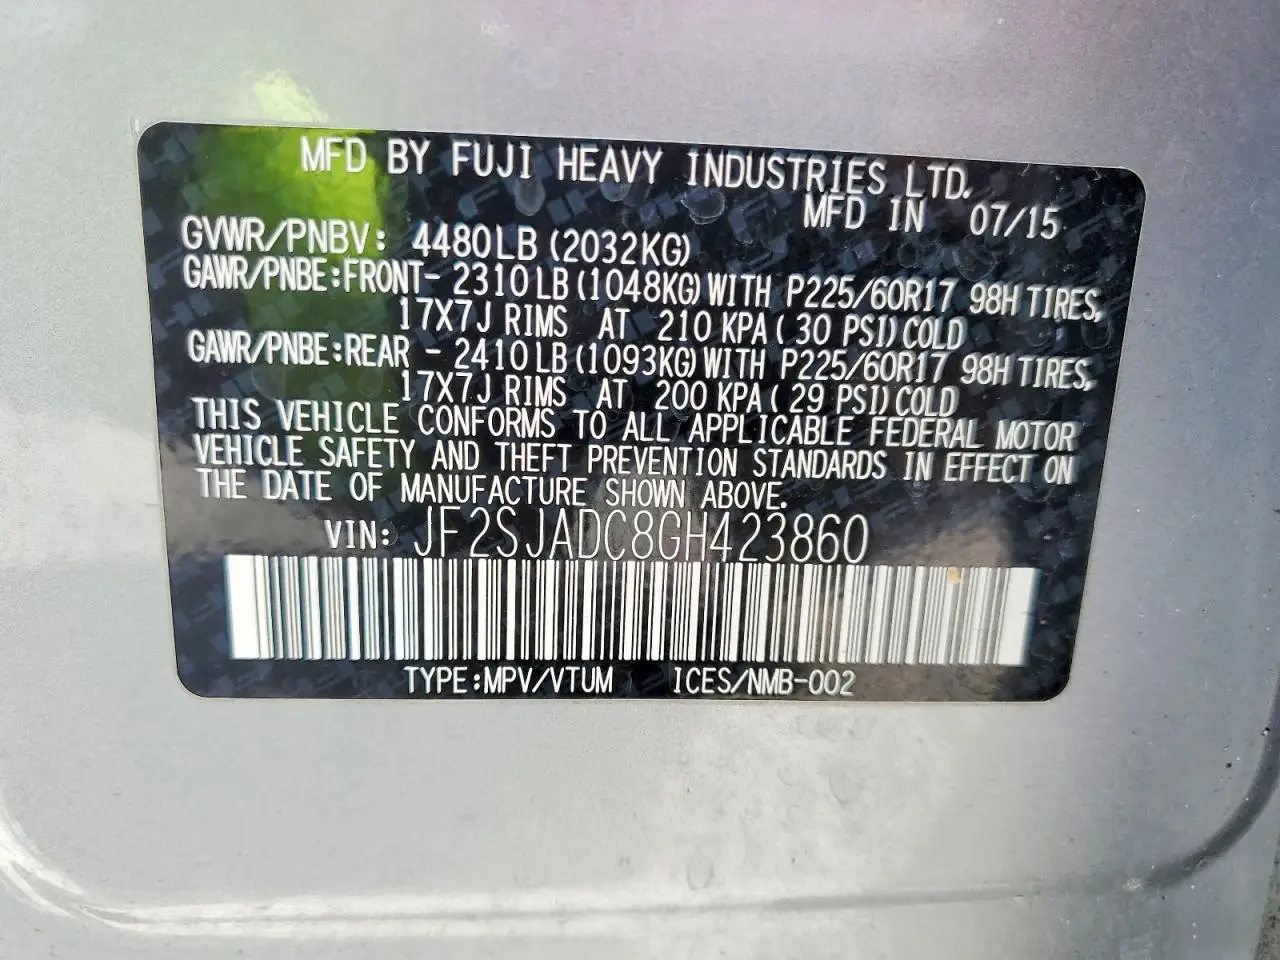 MFD BY FUJI HEAVY INDUSTRIES LTD.
MFD IN 07/15
GVWR/PNBV: 4480LB (2032KG)
GAWR/PNBE:FRONT- 2310LB (1048KG) WITH P225/60R17 98H TIRES,
17X7J RIMS AT 210 KPA ( 30 PSI) COLD
GAWR/PNBE:REAR - 2410LB (1093KG) WITH P225/60R17 98H TIRES,
17X7J RIMS AT 200 KPA ( 29 PSI) COLD
THIS VEHICLE CONFORMS TO ALL APPLICABLE FEDERAL MOTOR
VEHICLE SAFETY AND THEFT PREVENTION STANDARDS IN EFFECT ON
THE DATE OF MANUFACTURE SHOWN ABOVE.
VIN: JF2SJADC8GH423860
TYPE:MPV/VTUM ICES/NMB-002